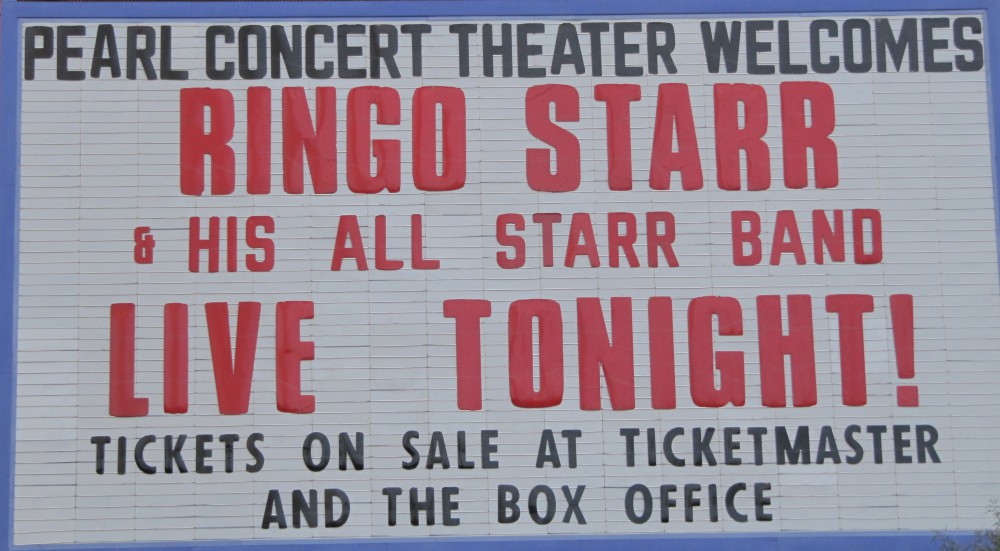 PEARL CONCERT THEATER WELCOMES
RINGO STARR
& HIS ALL STARR BAND
LIVE TONIGHT!
TICKETS ON SALE AT TICKETMASTER
AND THE BOX OFFICE